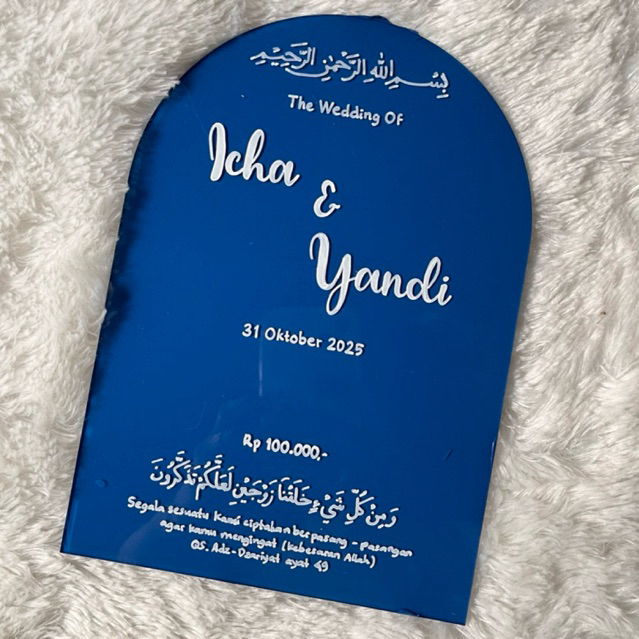 بِسْمِ اللهِ الرَّحْمٰنِ الرَّحِيْمِ
The Wedding Of
Icha
&
Yandi
31 Oktober 2025
Rp 100.000,-
وَمِنْ كُلِّ شَيْءٍ خَلَقْنَا زَوْجَيْنِ لَعَلَّكُمْ تَذَكَّرُونَ
Segala sesuatu Kami ciptakan berpasang - pasangan
agar kamu mengingat (kebesaran Allah)
QS. Adz-Dzariyat ayat 49